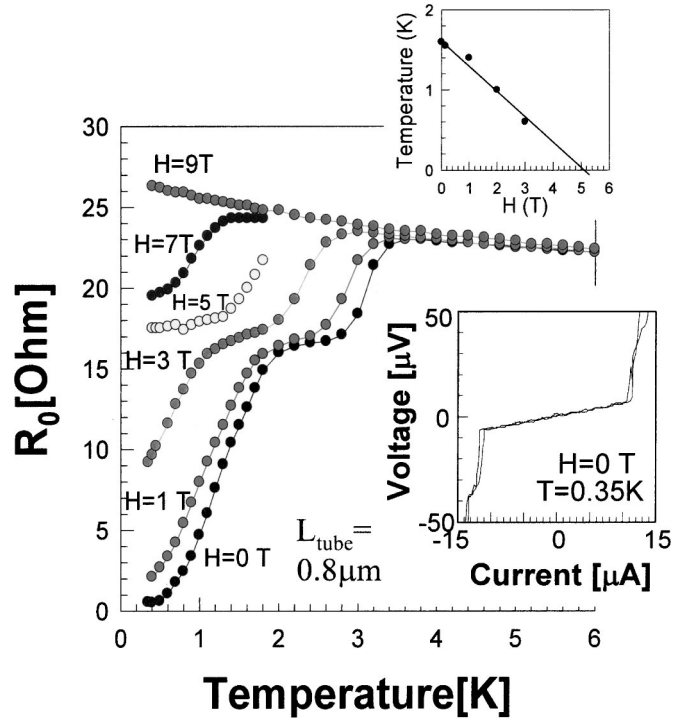 Temperature (K)
2
1
0
0 1 2 3 4 5 6
H (T)
R0[Ohm]
30
25
20
15
10
5
0
H=9T
H=7T
H=5 T
H=3 T
H=1 T
H=0 T
Ltube=
0.8μm
Voltage [μV]
50
0
-50
H=0 T
T=0.35K
-15 0 15
Current [μA]
0 1 2 3 4 5 6
Temperature[K]